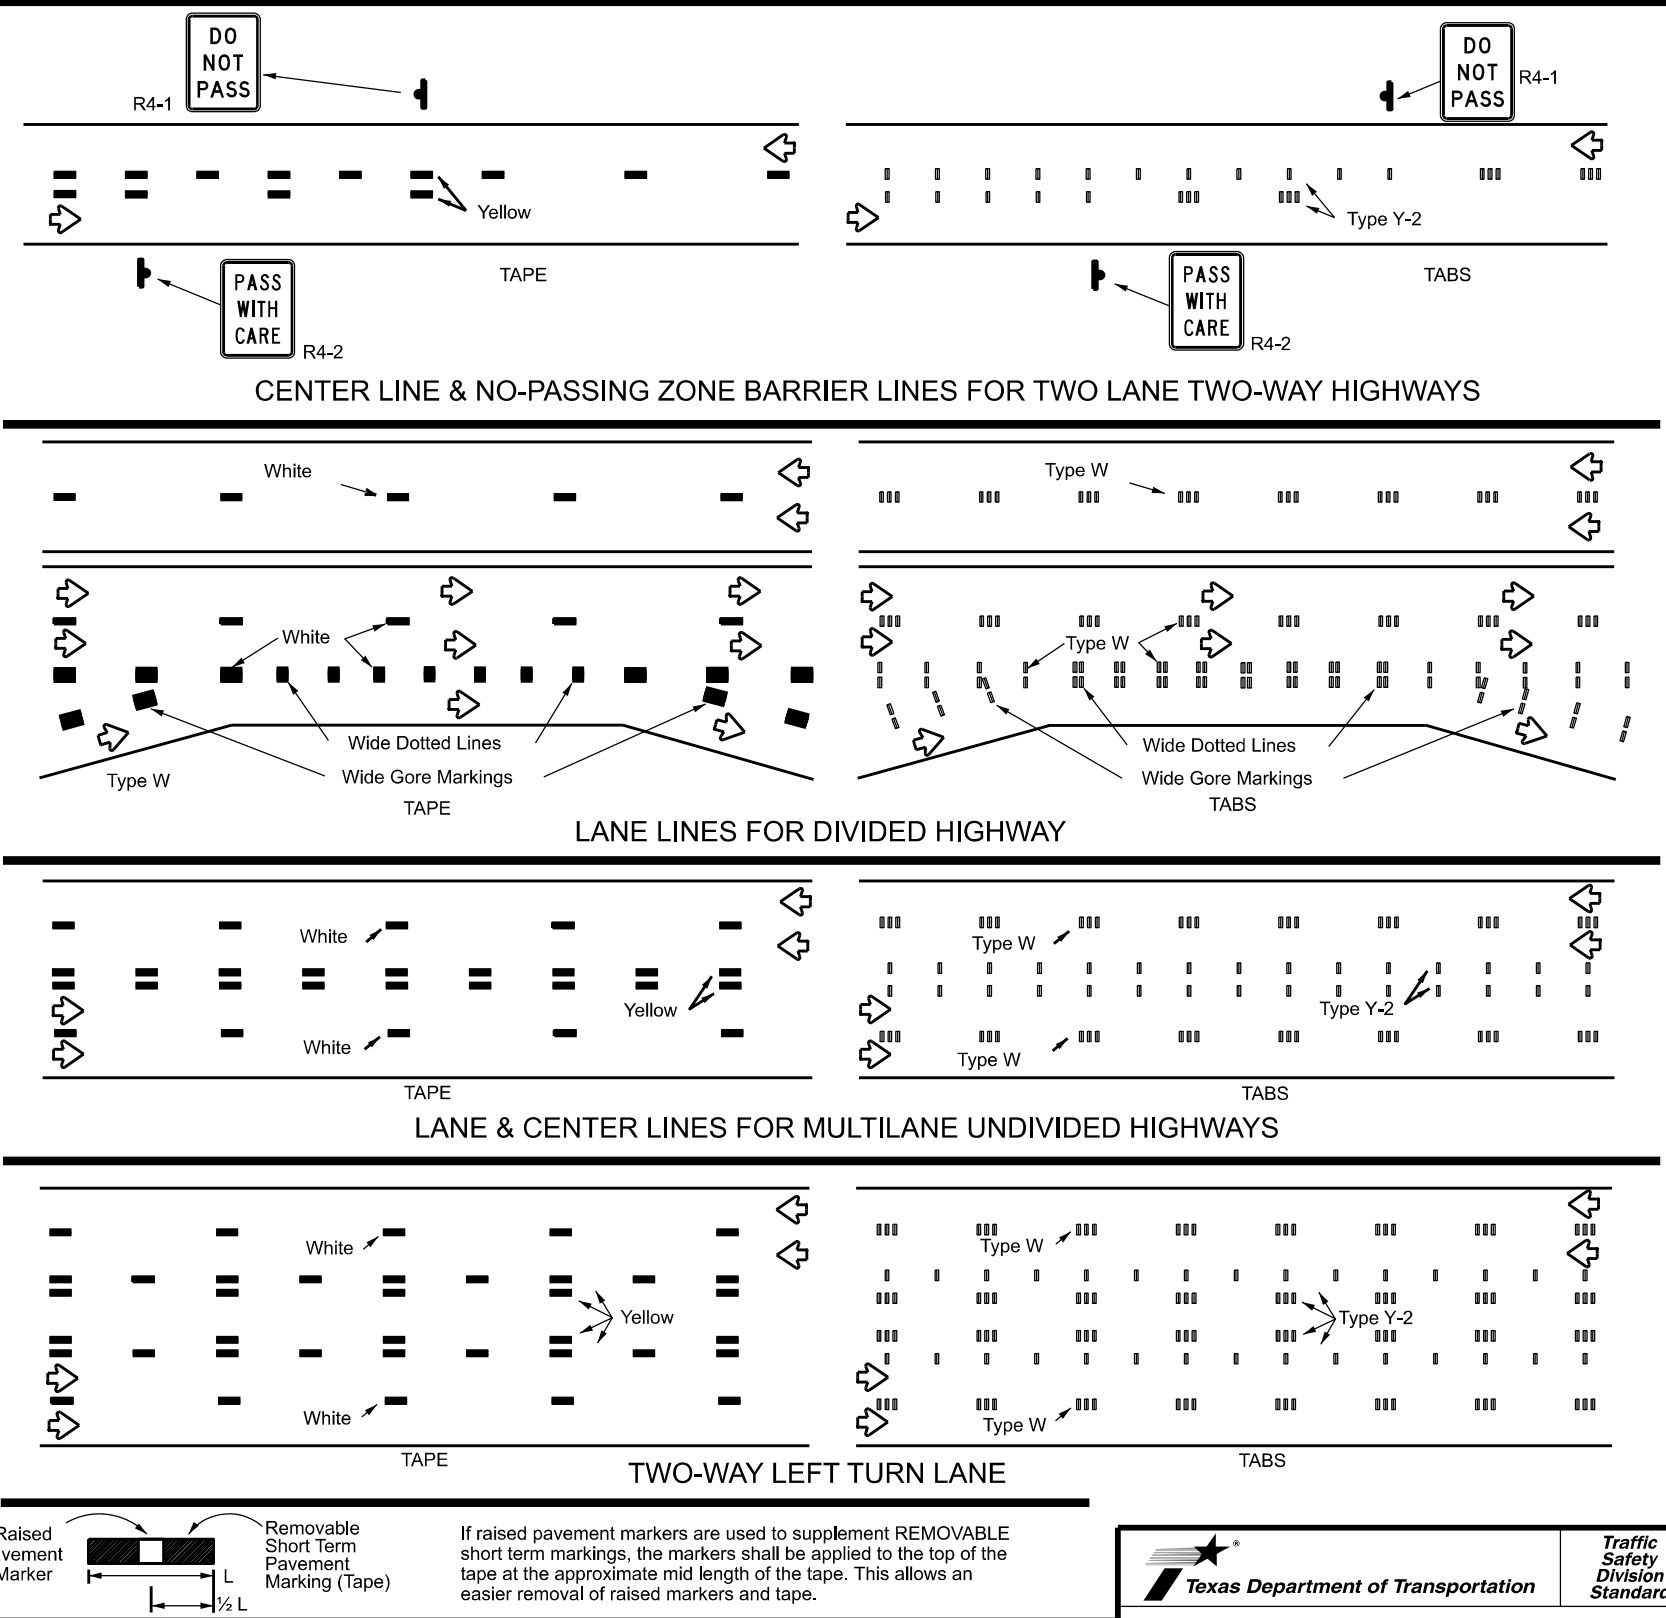 DO
NOT
PASS
R4-1
DO
NOT
PASS
R4-1
Yellow
Type Y-2
PASS
WITH
CARE
R4-2
TAPE
PASS
WITH
CARE
R4-2
TABS
CENTER LINE & NO-PASSING ZONE BARRIER LINES FOR TWO LANE TWO-WAY HIGHWAYS
White
Type W
White
Type W
Wide Dotted Lines
Wide Gore Markings
Type W
TAPE
Wide Dotted Lines
Wide Gore Markings
TABS
LANE LINES FOR DIVIDED HIGHWAY
White
Type W
Yellow
Type Y-2
White
Type W
TAPE
TABS
LANE & CENTER LINES FOR MULTILANE UNDIVIDED HIGHWAYS
White
Type W
Yellow
Type Y-2
White
Type W
TAPE
TABS
TWO-WAY LEFT TURN LANE
Raised
vement
Marker
L
½ L
Removable
Short Term
Pavement
Marking (Tape)
If raised pavement markers are used to supplement REMOVABLE
short term markings, the markers shall be applied to the top of the
tape at the approximate mid length of the tape. This allows an
easier removal of raised markers and tape.
®
Texas Department of Transportation
Traffic
Safety
Division
Standard